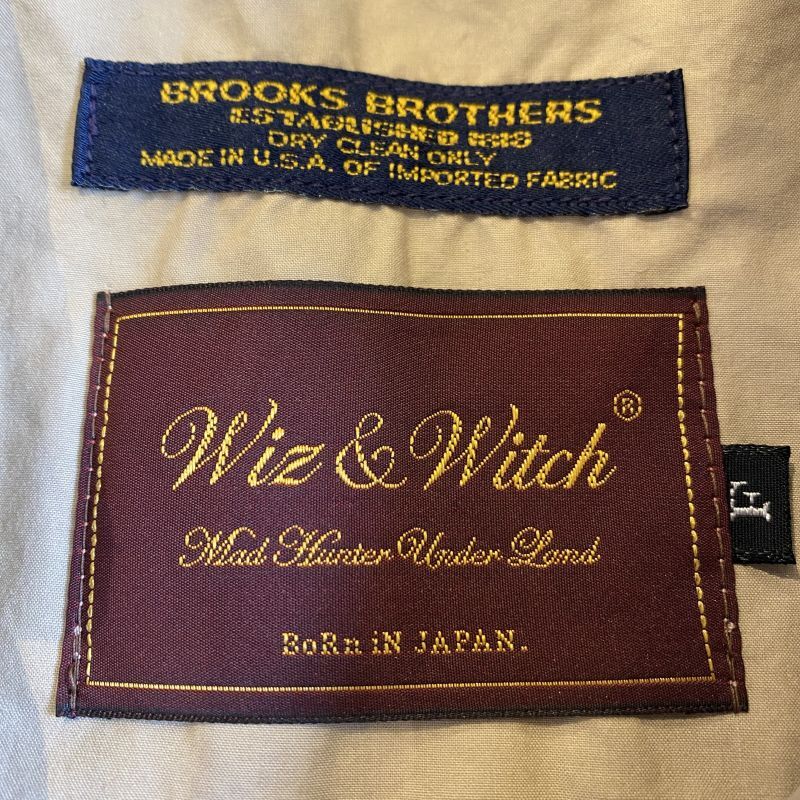 BROOKS BROTHERS
ESTABLISHED 1818
DRY CLEAN ONLY
MADE IN U.S.A. OF IMPORTED FABRIC
Wiz & Witch ®
Mad Hunter Under Land
BoRn iN JAPAN.
F